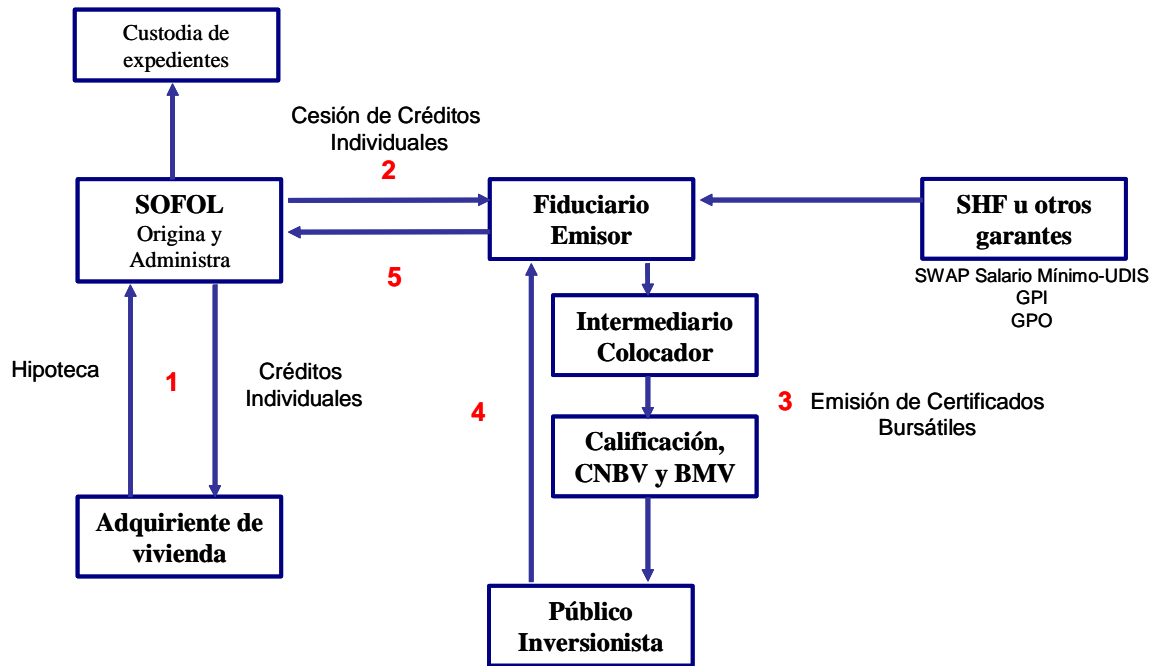 Custodia de
expedientes
Cesión de Créditos
Individuales
2
SOFOL
Origina y
Administra
Fiduciario
Emisor
SHF u otros
garantes
SWAP Salario Mínimo-UDIS
GPI
GPO
5
Intermediario
Colocador
Hipoteca
1
Créditos
Individuales
4
3 Emisión de Certificados
Bursátiles
Calificación,
CNBV y BMV
Adquiriente de
vivienda
Público
Inversionista